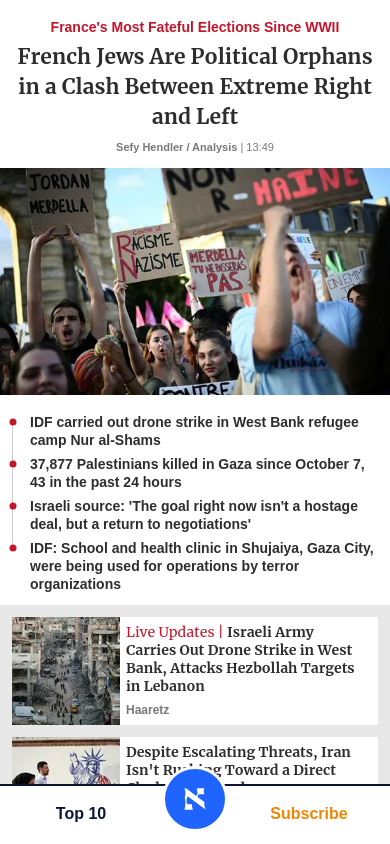 France's Most Fateful Elections Since WWII
French Jews Are Political Orphans
in a Clash Between Extreme Right
and Left
Sefy Hendler / Analysis | 13:49
JORDAN
MERDELLA
NON
R - HAINE
CONTRE LE
RACISME
NAZISME
MERDELLA
TU NE PASSERAS
PAS
CONTRE
IDF carried out drone strike in West Bank refugee
camp Nur al-Shams
37,877 Palestinians killed in Gaza since October 7,
43 in the past 24 hours
Israeli source: 'The goal right now isn't a hostage
deal, but a return to negotiations'
IDF: School and health clinic in Shujaiya, Gaza City,
were being used for operations by terror
organizations
Live Updates | Israeli Army
Carries Out Drone Strike in West
Bank, Attacks Hezbollah Targets
in Lebanon
Haaretz
Despite Escalating Threats, Iran
Isn't Rushing Toward a Direct
Top 10
Subscribe